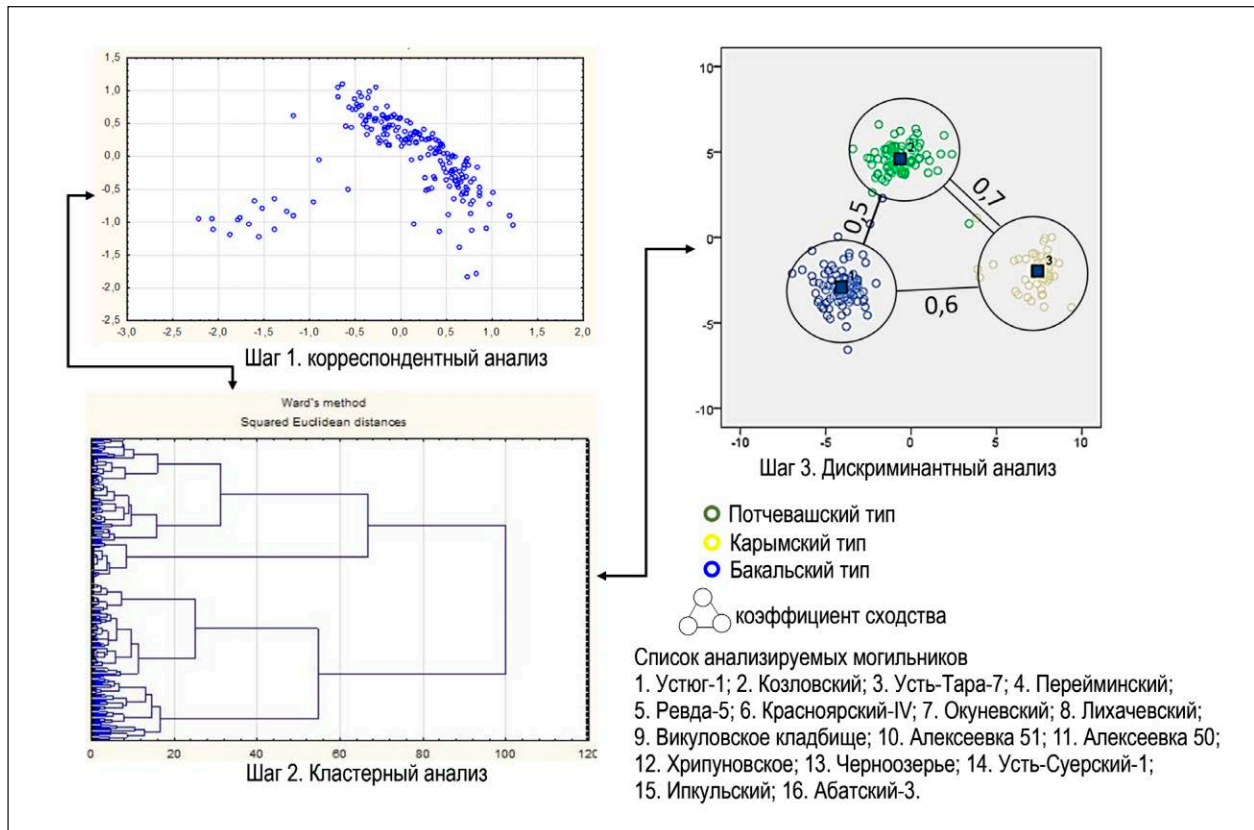 1,5
1,0
0,5
0,0
-0,5
-1,0
-1,5
-2,0
-2,5
-3,0 -2,5 -2,0 -1,5 -1,0 -0,5 0,0 0,5 1,0 1,5 2,0
Шаг 1. корреспондентный анализ
Ward's method
Squared Euclidean distances
0 20 40 60 80 100 120
Шаг 2. Кластерный анализ
10
5
0
-5
-10
-10 -5 0 5 10
2
0,5
0,7
3
1
0,6
Шаг 3. Дискриминантный анализ
Потчевашский тип
Карымский тип
Бакальский тип
коэффициент сходства
Список анализируемых могильников
1. Устюг-1; 2. Козловский; 3. Усть-Тара-7; 4. Перейминский;
5. Ревда-5; 6. Красноярский-IV; 7. Окуневский; 8. Лихачевский;
9. Викуловское кладбище; 10. Алексеевка 51; 11. Алексеевка 50;
12. Хрипуновское; 13. Черноозерье; 14. Усть-Суерский-1;
15. Ипкульский; 16. Абатский-3.